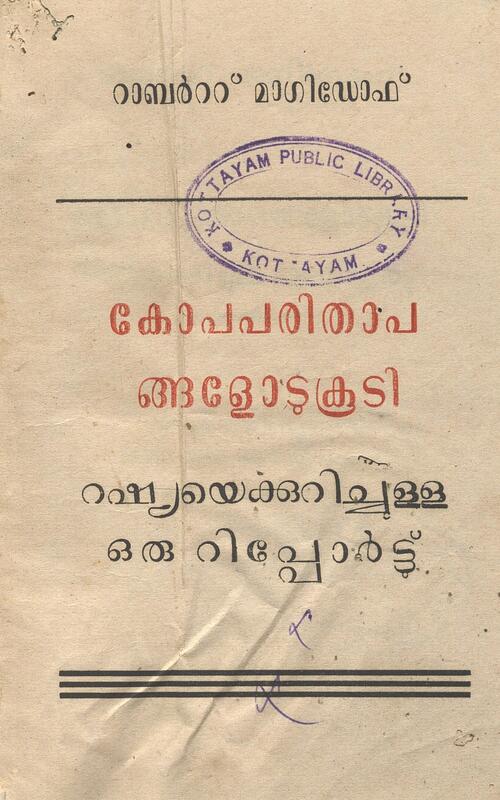 റാബർററ് മാഗിഡോഫ്
KOTTAYAM PUBLIC LIBRARY
KOTTAYAM
കോപപരിതാപ
ങ്ങളോടുകൂടി
റഷ്യയെക്കുറിച്ചുള്ള
ഒരു റിപ്പോർട്ട്